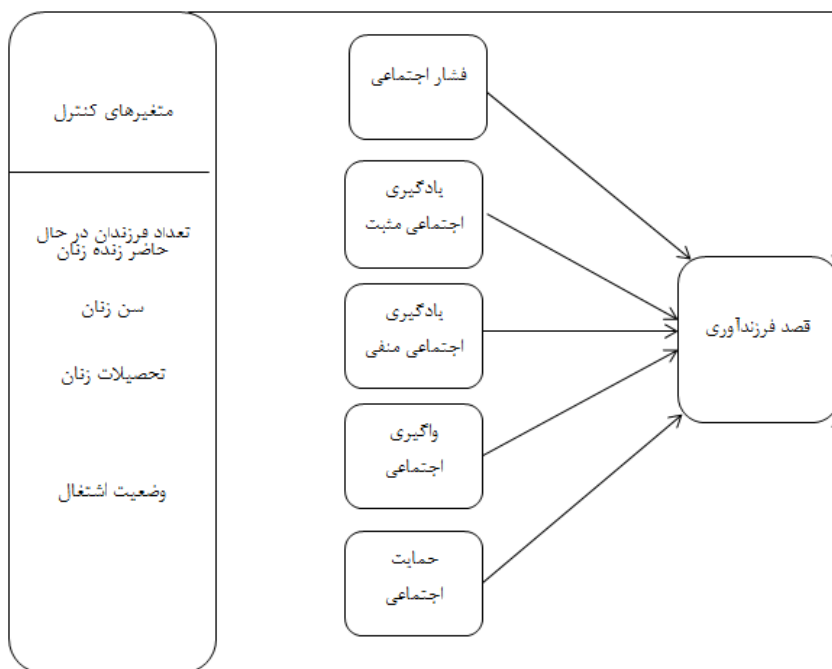 متغیرهای کنترل
تعداد فرزندان در حال
حاضر زنده زنان
سن زنان
تحصیلات زنان
وضعیت اشتغال
فشار اجتماعی
یادگیری
اجتماعی مثبت
یادگیری
اجتماعی منفی
واگیری
اجتماعی
حمایت
اجتماعی
قصد فرزندآوری